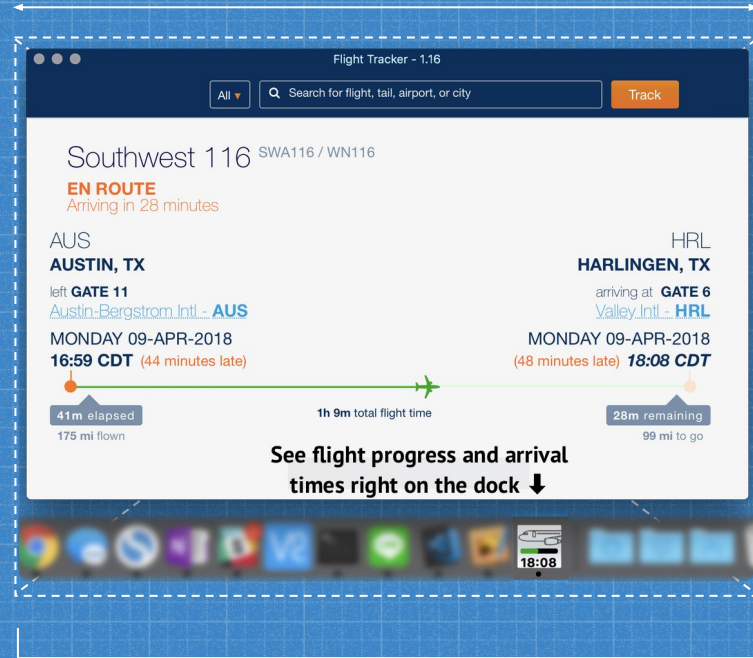 Flight Tracker - 1.16
All ▾ Search for flight, tail, airport, or city Track
Southwest 116 SWA116 / WN116
EN ROUTE
Arriving in 28 minutes
AUS HRL
AUSTIN, TX HARLINGEN, TX
left GATE 11 arriving at GATE 6
Austin-Bergstrom Intl - AUS Valley Intl - HRL
MONDAY 09-APR-2018 MONDAY 09-APR-2018
16:59 CDT (44 minutes late) (48 minutes late) 18:08 CDT
41m elapsed 1h 9m total flight time 28m remaining
175 mi flown 99 mi to go
See flight progress and arrival
times right on the dock ⬇
18:08